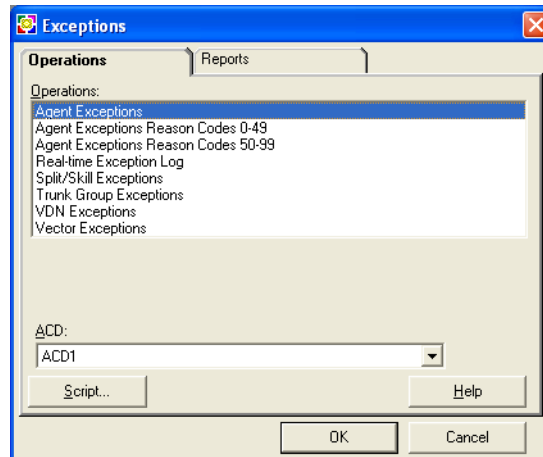 Exceptions
Operations
Reports
Operations:
Agent Exceptions
Agent Exceptions Reason Codes 0-49
Agent Exceptions Reason Codes 50-99
Real-time Exception Log
Split/Skill Exceptions
Trunk Group Exceptions
VDN Exceptions
Vector Exceptions
ACD:
ACD1
Script...
Help
OK
Cancel